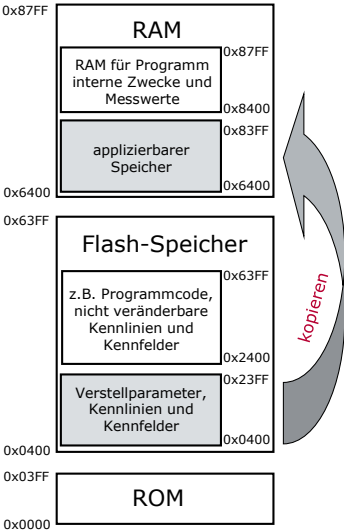 0x87FF
RAM
0x87FF
RAM für Programm
interne Zwecke und
Messwerte
0x8400
0x83FF
applizierbarer
Speicher
0x6400
0x6400
0x63FF
Flash-Speicher
0x63FF
z.B. Programmcode,
nicht veränderbare
Kennlinien und
Kennfelder
0x2400
0x23FF
Verstellparameter,
Kennlinien und
Kennfelder
0x0400
0x0400
kopieren
0x03FF
ROM
0x0000